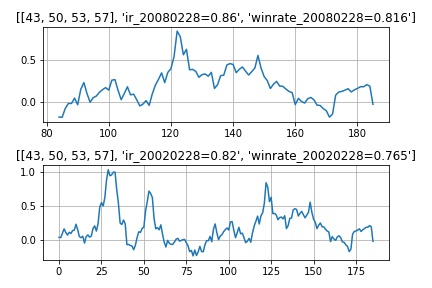 [[43, 50, 53, 57], 'ir_20080228=0.86', 'winrate_20080228=0.816']
0.5
0.0
80 100 120 140 160 180
[[43, 50, 53, 57], 'ir_20020228=0.82', 'winrate_20020228=0.765']
1.0
0.5
0.0
0 25 50 75 100 125 150 175